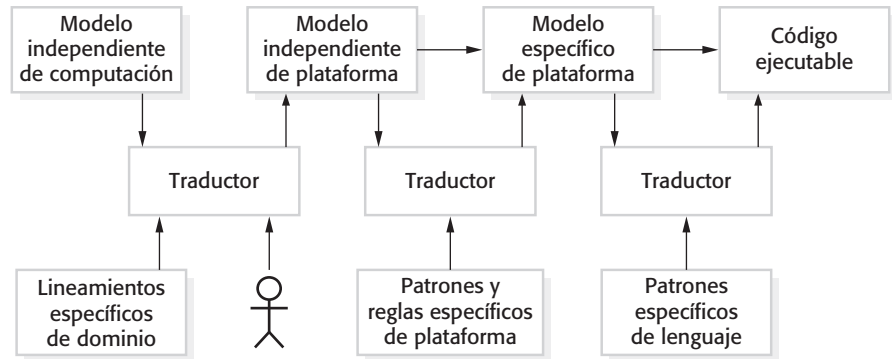 Modelo
independiente
de computación
Modelo
independiente
de plataforma
Modelo
específico
de plataforma
Código
ejecutable
Traductor
Traductor
Traductor
Lineamientos
específicos
de dominio
Patrones y
reglas específicos
de plataforma
Patrones
específicos
de lenguaje